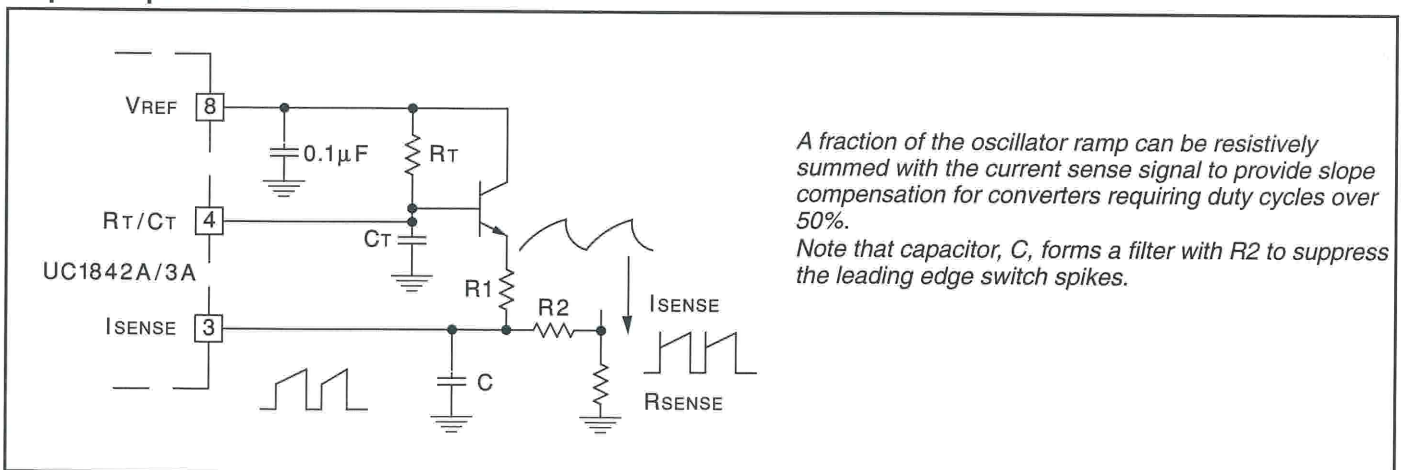 VREF 8
0.1µF
RT
RT/CT 4
CT
UC1842A/3A
R1
R2
ISENSE
ISENSE 3
C
RSENSE
A fraction of the oscillator ramp can be resistively
summed with the current sense signal to provide slope
compensation for converters requiring duty cycles over
50%.
Note that capacitor, C, forms a filter with R2 to suppress
the leading edge switch spikes.